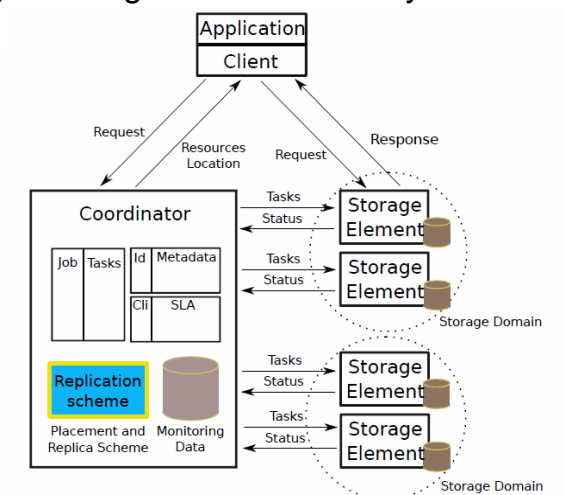 Application
Client
Request
Resources
Location
Request
Response
Coordinator
Job
Tasks
Id
Metadata
Cli
SLA
Replication
scheme
Placement and
Replica Scheme
Monitoring
Data
Tasks
Status
Tasks
Status
Tasks
Status
Tasks
Status
Storage
Element
Storage
Element
Storage Domain
Storage
Element
Storage
Element
Storage Domain